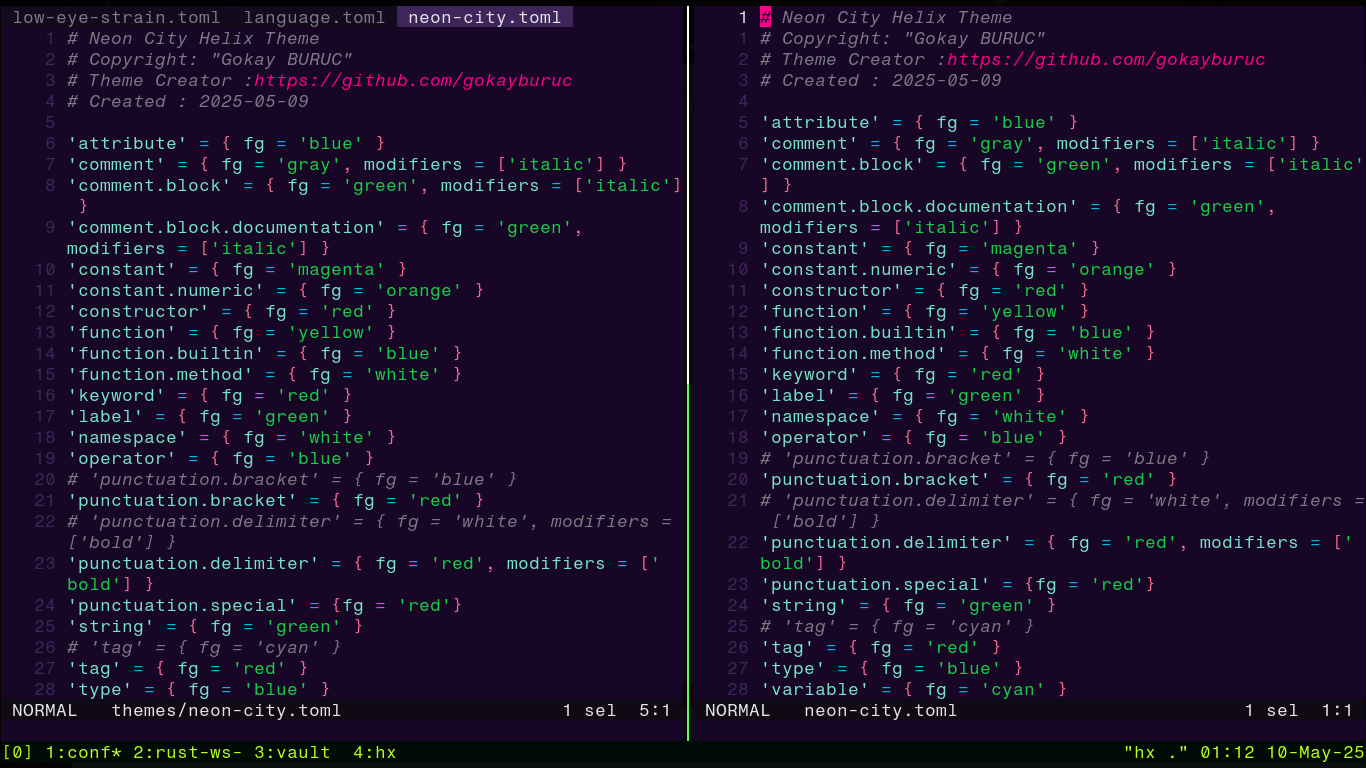 low-eye-strain.toml  language.toml  neon-city.toml
1 # Neon City Helix Theme
2 # Copyright: "Gokay BURUC"
3 # Theme Creator :https://github.com/gokayburuc
4 # Created : 2025-05-09
5
6 'attribute' = { fg = 'blue' }
7 'comment' = { fg = 'gray', modifiers = ['italic'] }
8 'comment.block' = { fg = 'green', modifiers = ['italic']
}
9 'comment.block.documentation' = { fg = 'green',
modifiers = ['italic'] }
10 'constant' = { fg = 'magenta' }
11 'constant.numeric' = { fg = 'orange' }
12 'constructor' = { fg = 'red' }
13 'function' = { fg = 'yellow' }
14 'function.builtin' = { fg = 'blue' }
15 'function.method' = { fg = 'white' }
16 'keyword' = { fg = 'red' }
17 'label' = { fg = 'green' }
18 'namespace' = { fg = 'white' }
19 'operator' = { fg = 'blue' }
20 # 'punctuation.bracket' = { fg = 'blue' }
21 'punctuation.bracket' = { fg = 'red' }
22 # 'punctuation.delimiter' = { fg = 'white', modifiers =
['bold'] }
23 'punctuation.delimiter' = { fg = 'red', modifiers = ['
bold'] }
24 'punctuation.special' = {fg = 'red'}
25 'string' = { fg = 'green' }
26 # 'tag' = { fg = 'cyan' }
27 'tag' = { fg = 'red' }
28 'type' = { fg = 'blue' }
NORMAL   themes/neon-city.toml   1 sel  5:1
1 # Neon City Helix Theme
1 # Copyright: "Gokay BURUC"
2 # Theme Creator :https://github.com/gokayburuc
3 # Created : 2025-05-09
4
5 'attribute' = { fg = 'blue' }
6 'comment' = { fg = 'gray', modifiers = ['italic'] }
7 'comment.block' = { fg = 'green', modifiers = ['italic'
] }
8 'comment.block.documentation' = { fg = 'green',
modifiers = ['italic'] }
9 'constant' = { fg = 'magenta' }
10 'constant.numeric' = { fg = 'orange' }
11 'constructor' = { fg = 'red' }
12 'function' = { fg = 'yellow' }
13 'function.builtin' = { fg = 'blue' }
14 'function.method' = { fg = 'white' }
15 'keyword' = { fg = 'red' }
16 'label' = { fg = 'green' }
17 'namespace' = { fg = 'white' }
18 'operator' = { fg = 'blue' }
19 # 'punctuation.bracket' = { fg = 'blue' }
20 'punctuation.bracket' = { fg = 'red' }
21 # 'punctuation.delimiter' = { fg = 'white', modifiers =
['bold'] }
22 'punctuation.delimiter' = { fg = 'red', modifiers = ['
bold'] }
23 'punctuation.special' = {fg = 'red'}
24 'string' = { fg = 'green' }
25 # 'tag' = { fg = 'cyan' }
26 'tag' = { fg = 'red' }
27 'type' = { fg = 'blue' }
28 'variable' = { fg = 'cyan' }
NORMAL   neon-city.toml   1 sel  1:1
[0] 1:conf* 2:rust-ws- 3:vault  4:hx   "hx ." 01:12 10-May-25